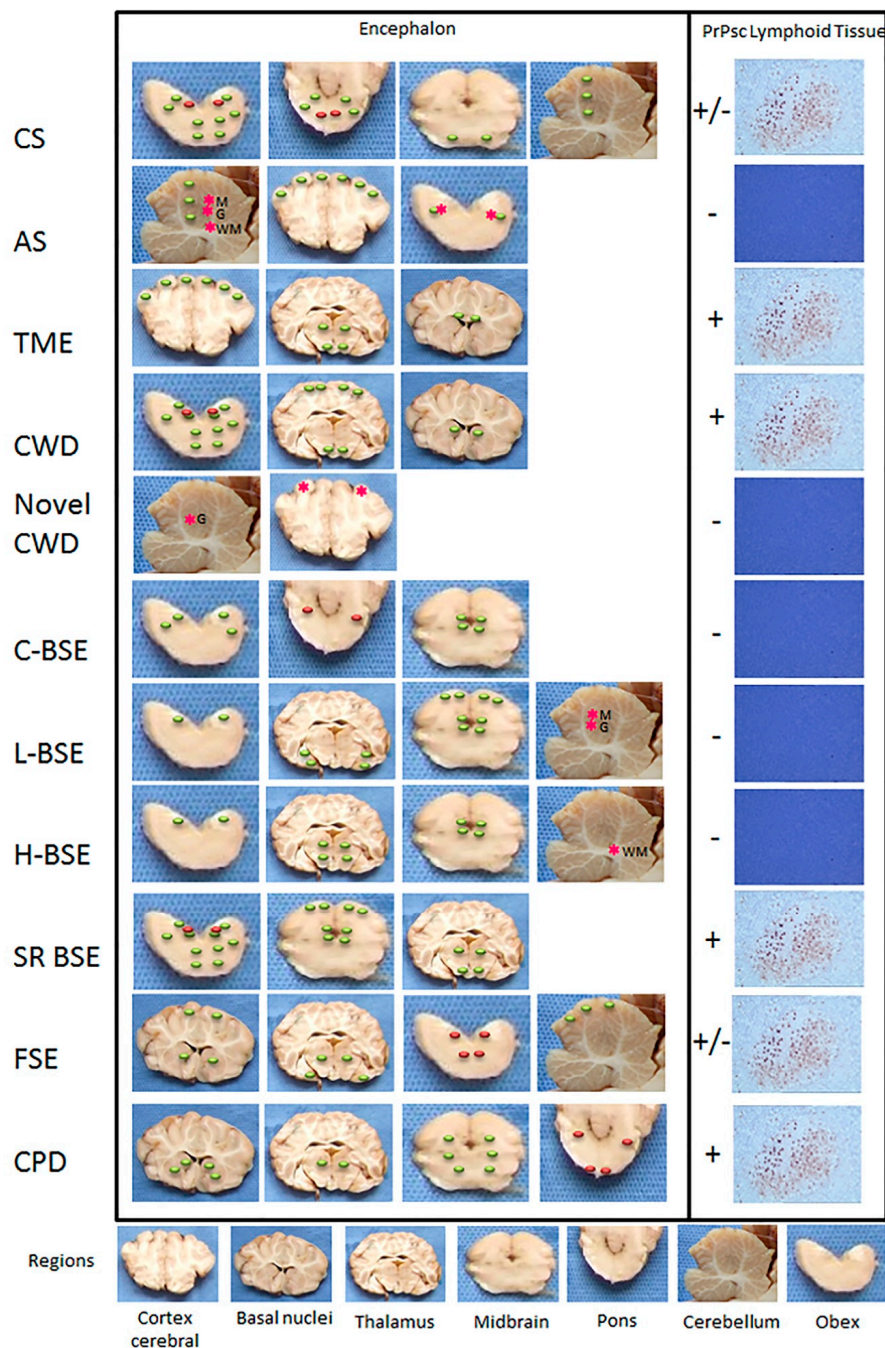 Encephalon
PrPsc Lymphoid Tissue
CS
+/-
AS
M
G
WM
-
TME
+
CWD
+
Novel
CWD
G
-
C-BSE
-
L-BSE
M
G
-
H-BSE
WM
-
SR BSE
+
FSE
+/-
CPD
+
Regions
Cortex
cerebral
Basal nuclei
Thalamus
Midbrain
Pons
Cerebellum
Obex